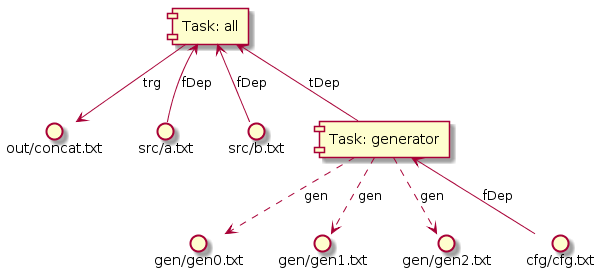 Task: all
trg
fDep
fDep
tDep
out/concat.txt
src/a.txt
src/b.txt
Task: generator
gen
gen
gen
fDep
gen/gen0.txt
gen/gen1.txt
gen/gen2.txt
cfg/cfg.txt